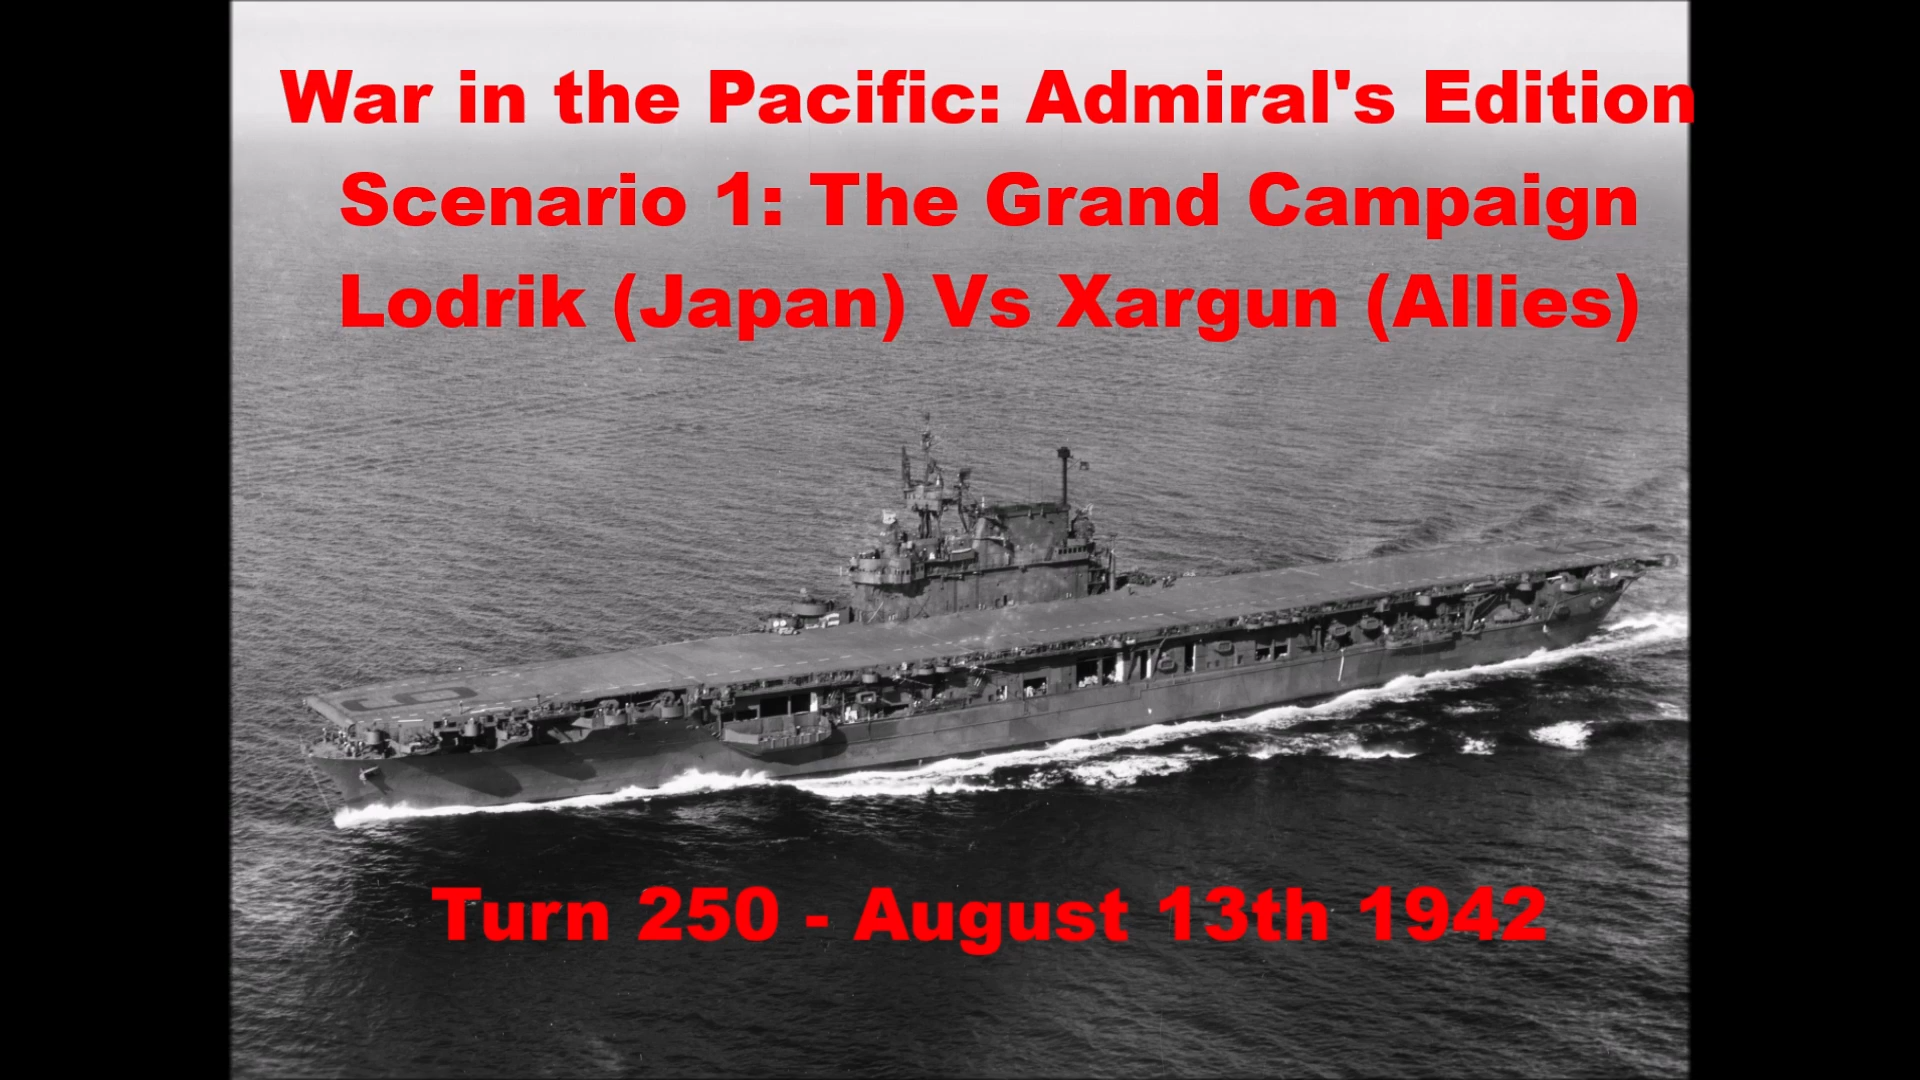 War in the Pacific: Admiral's Edition
Scenario 1: The Grand Campaign
Lodrik (Japan) Vs Xargun (Allies)
Turn 250 - August 13th 1942